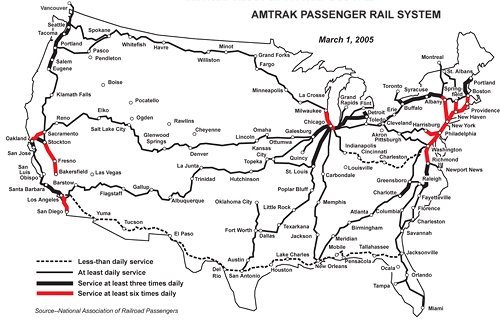 AMTRAK PASSENGER RAIL SYSTEM
March 1, 2005
Vancouver
Seattle
Tacoma
Spokane
Portland
Pasco
Pendleton
Salem
Eugene
Whitefish
Havre
Williston
Minot
Grand Forks
Fargo
Minneapolis
La Crosse
Milwaukee
Chicago
Grand Rapids
Flint
Detroit
Toledo
Toronto
Syracuse
Montreal
St. Albans
Portland
Boston
Springfield
Albany
Providence
New Haven
New York
Philadelphia
Buffalo
Erie
Cleveland
Harrisburg
Akron
Pittsburgh
Washington
Richmond
Newport News
Boise
Klamath Falls
Pocatello
Ogden
Rawlins
Cheyenne
Reno
Elko
Salt Lake City
Glenwood Springs
Denver
Lincoln
Omaha
Ottumwa
Galesburg
Indianapolis
Cincinnati
Charleston
Oakland
Sacramento
Stockton
San Jose
Fresno
Bakersfield
Las Vegas
San Luis Obispo
Santa Barbara
Barstow
Los Angeles
San Diego
Flagstaff
Gallup
Albuquerque
Trinidad
La Junta
Hutchinson
Topeka
Kansas City
Quincy
St. Louis
Carbondale
Louisville
Raleigh
Greensboro
Charlotte
Fayetteville
Florence
Columbia
Charleston
Savannah
Poplar Bluff
Memphis
Oklahoma City
Little Rock
Atlanta
Birmingham
Yuma
Tucson
El Paso
Fort Worth
Dallas
Texarkana
Jackson
Meridian
Mobile
Tallahassee
Pensacola
Jacksonville
Ocala
Orlando
Tampa
Miami
Austin
Del Rio
San Antonio
Houston
Lake Charles
New Orleans
Less-than daily service
At least daily service
Service at least three times daily
Service at least six times daily
Source–National Association of Railroad Passengers